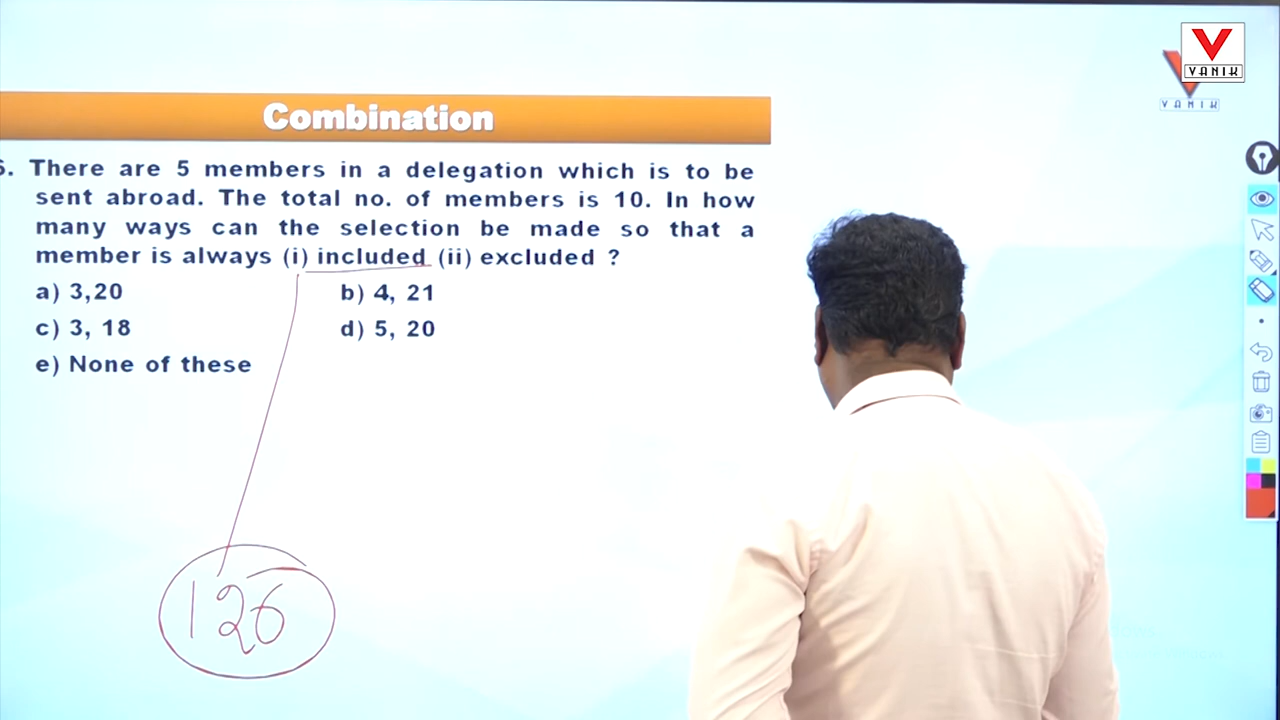 VANIK
VANIK
Combination
6. There are 5 members in a delegation which is to be
sent abroad. The total no. of members is 10. In how
many ways can the selection be made so that a
member is always (i) included (ii) excluded ?
a) 3,20
b) 4, 21
c) 3, 18
d) 5, 20
e) None of these
126